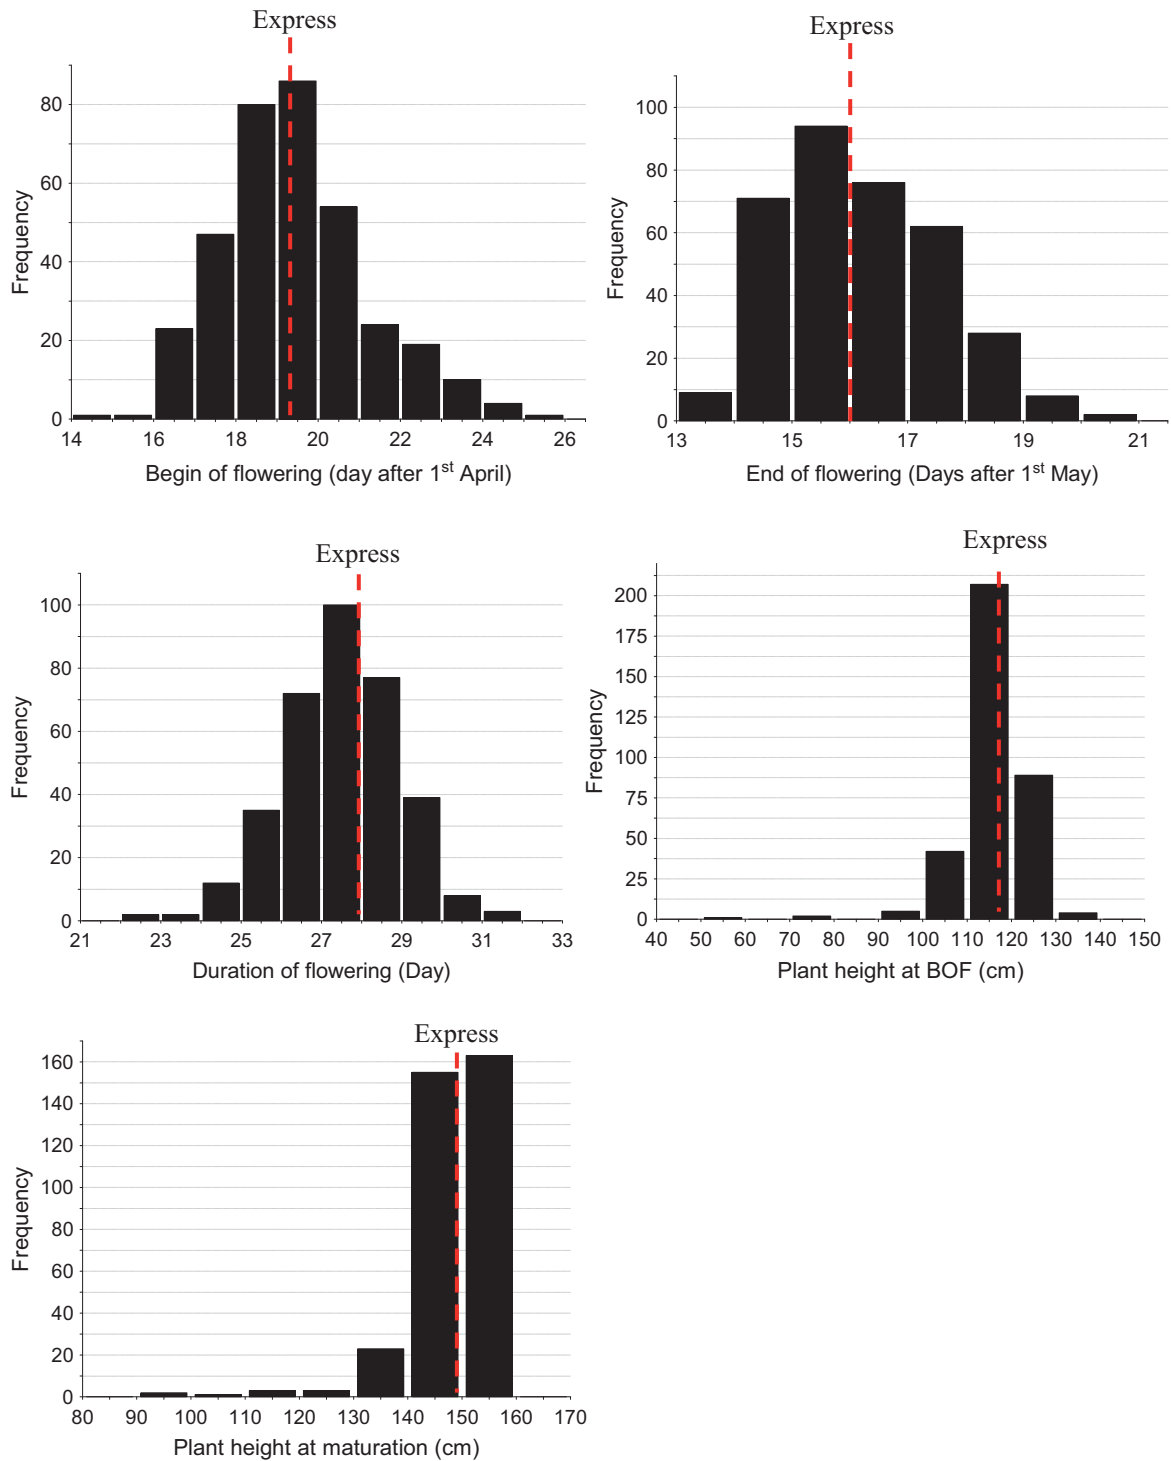 Express
80
60
40
20
0
Frequency
14 16 18 20 22 24 26
Begin of flowering (day after 1st April)
Express
100
80
60
40
20
0
Frequency
13 15 17 19 21
End of flowering (Days after 1st May)
Express
100
80
60
40
20
0
Frequency
21 23 25 27 29 31 33
Duration of flowering (Day)
Express
200
175
150
125
100
75
50
25
0
Frequency
40 50 60 70 80 90 100 110 120 130 140 150
Plant height at BOF (cm)
Express
160
140
120
100
80
60
40
20
0
Frequency
80 90 100 110 120 130 140 150 160 170
Plant height at maturation (cm)